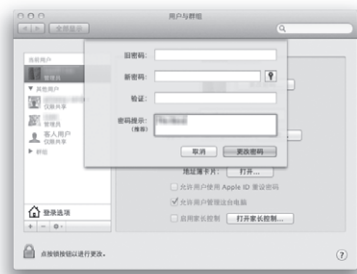 用户与群组
全部显示
当前用户
管理员
其他用户
仅限共享
管理员
客人用户
仅限共享
群组
登录选项
旧密码:
新密码:
验证:
密码提示:
(推荐)
取消
更改密码
地址簿卡片: 打开...
允许用户使用 Apple ID 重设密码
允许用户管理这台电脑
启用家长控制 打开家长控制...
点按锁按钮以进行更改。